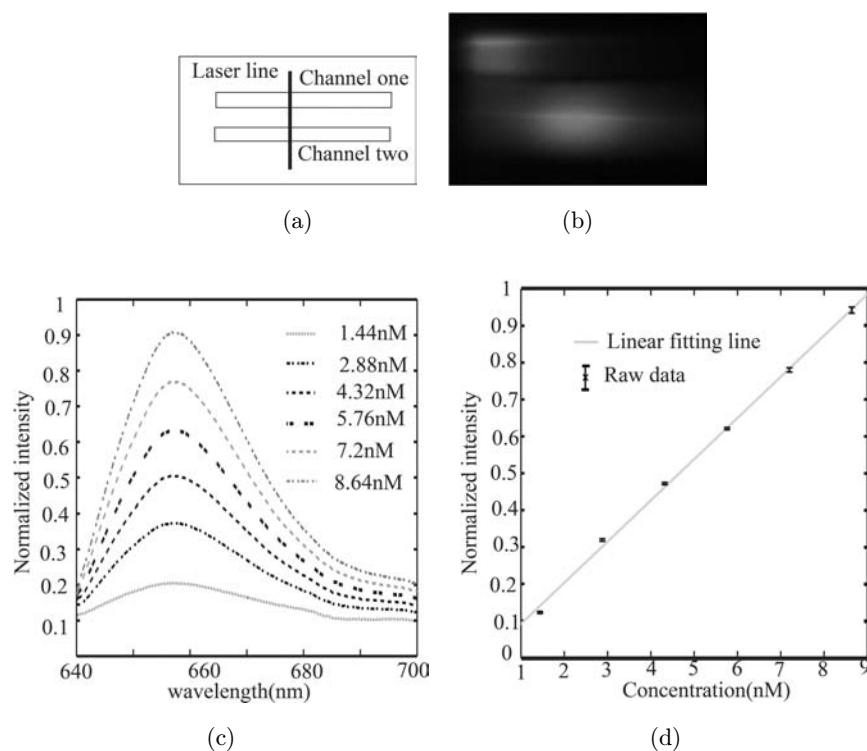 Laser line
Channel one
Channel two
(a)
(b)
1
0.9
0.8
0.7
0.6
0.5
0.4
0.3
0.2
0.1
Normalized intensity
1.44nM
2.88nM
4.32nM
5.76nM
7.2nM
8.64nM
640 660 680 700
wavelength(nm)
(c)
1
0.9
0.8
0.7
0.6
0.5
0.4
0.3
0.2
0.1
0
Normalized intensity
Linear fitting line
Raw data
1 2 3 4 5 6 7 8 9
Concentration(nM)
(d)